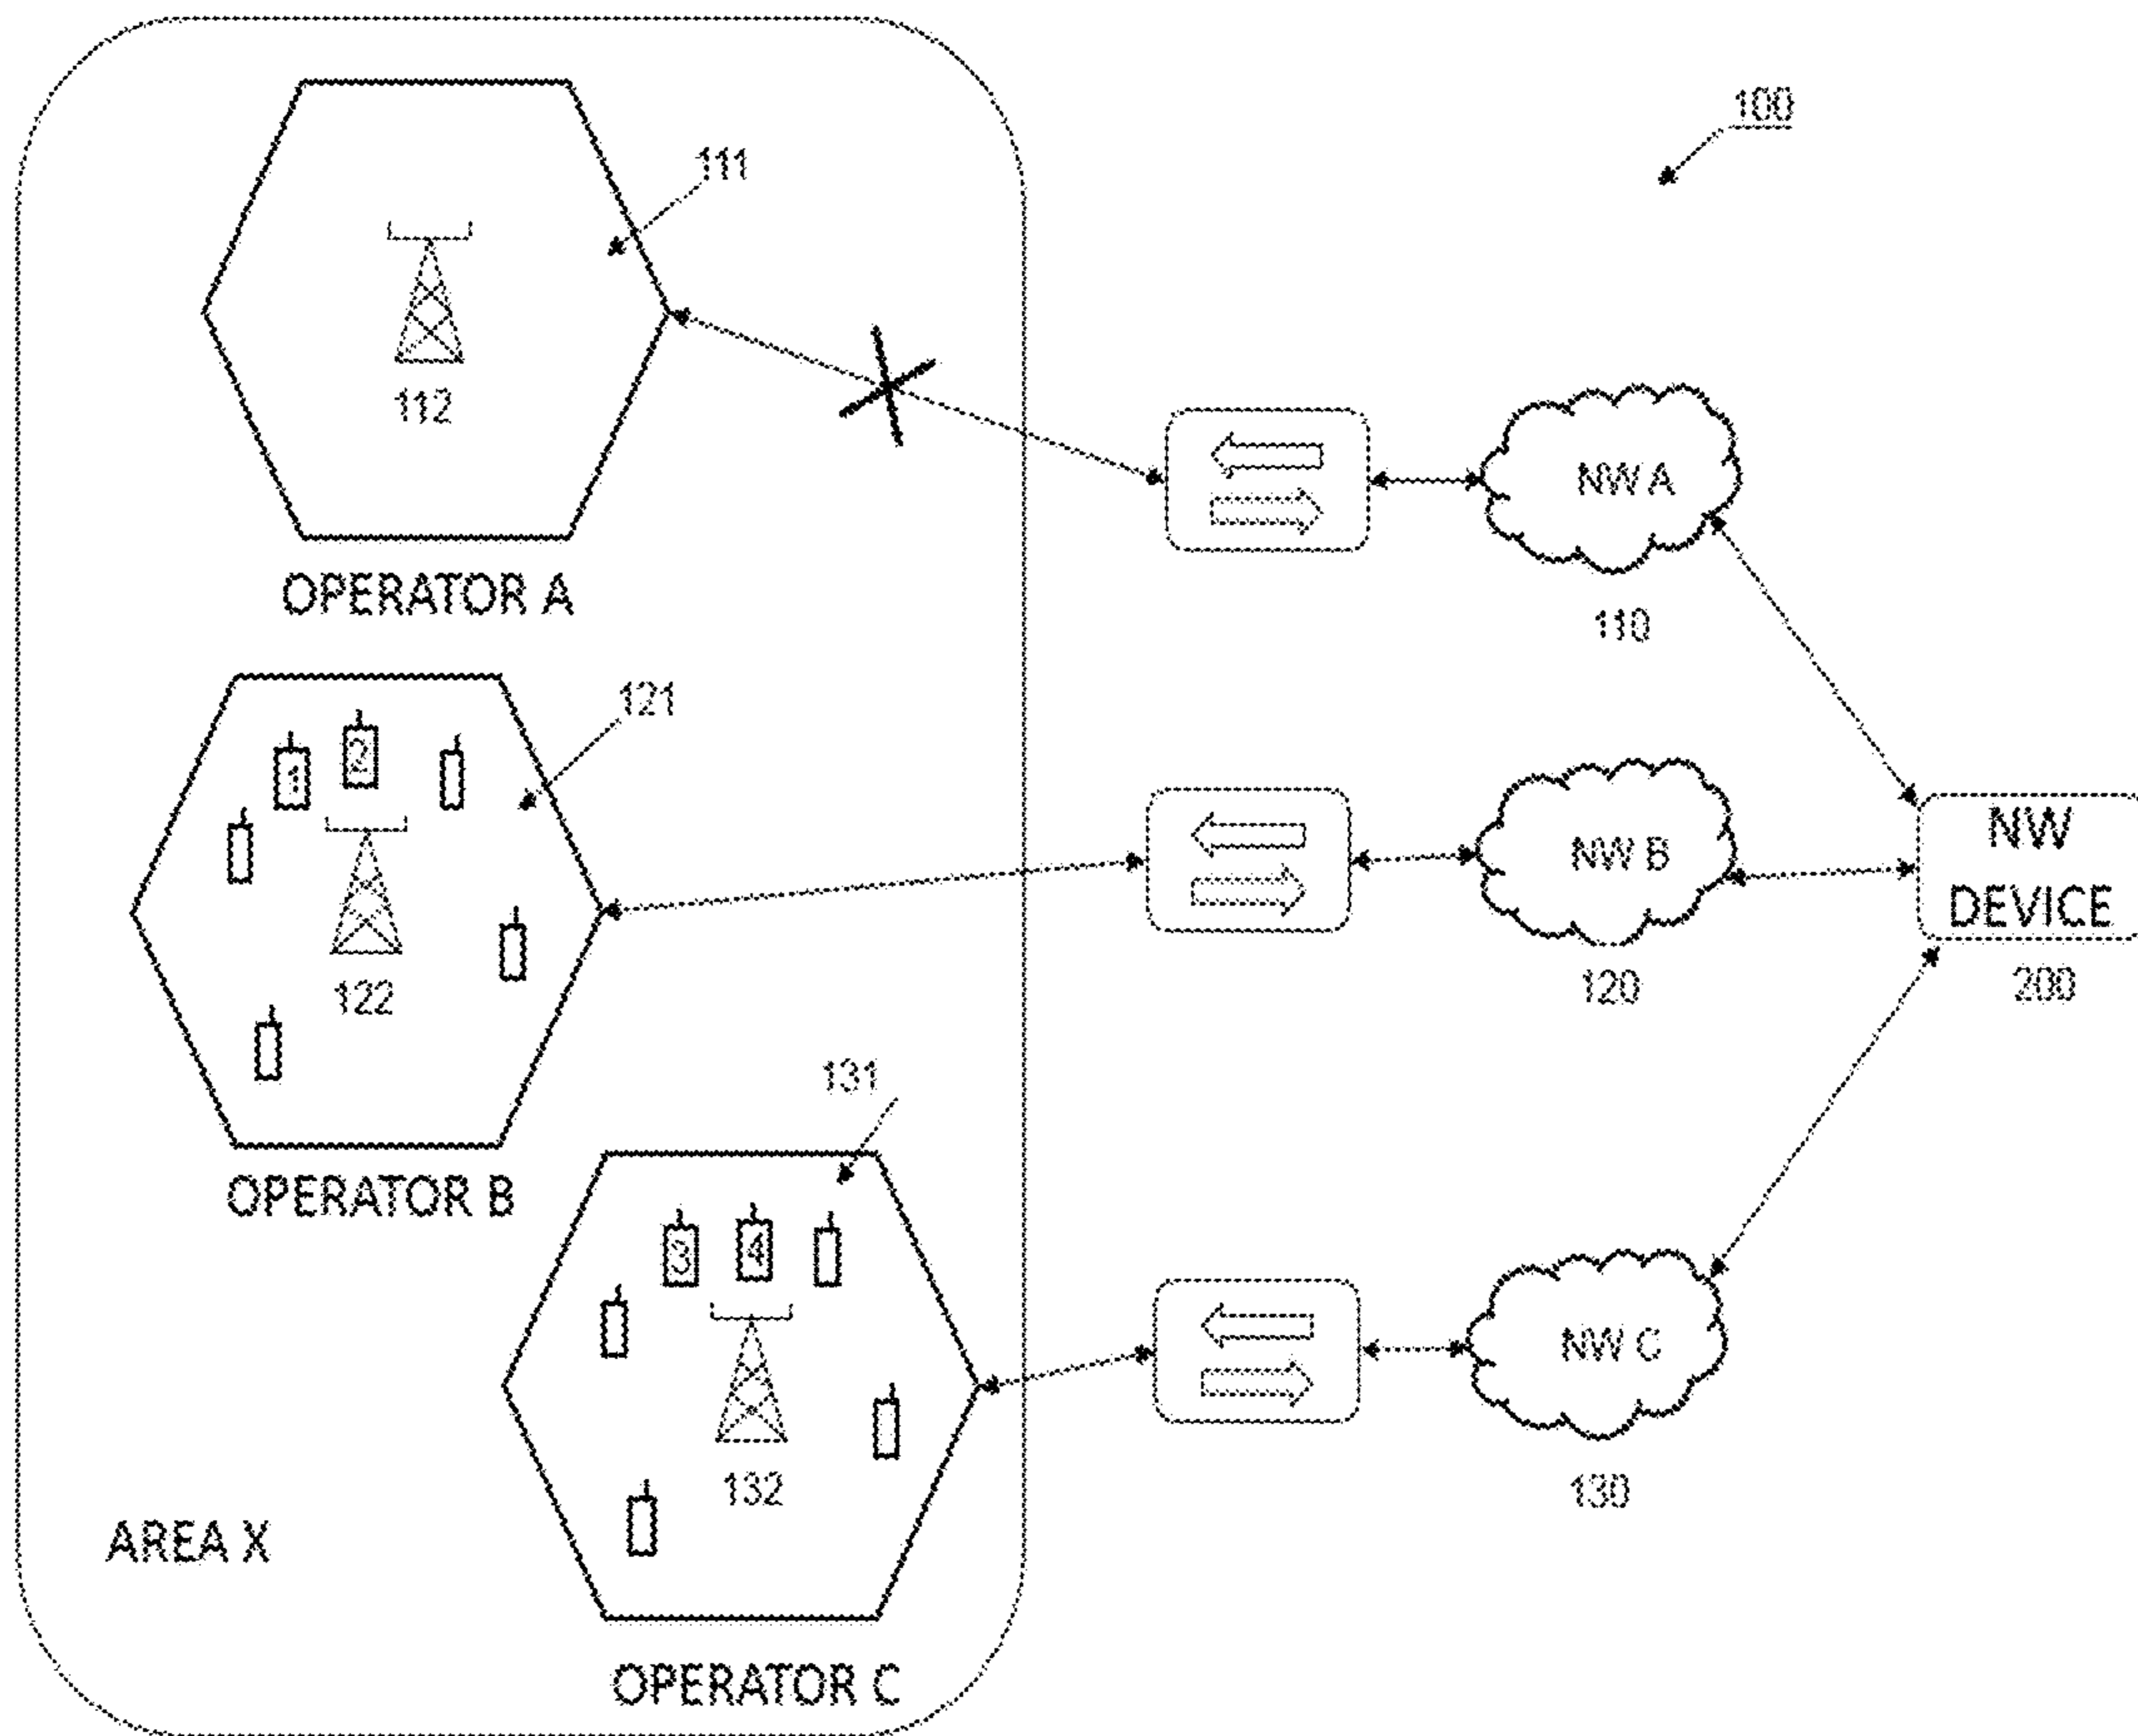 100
111
112
NW A
OPERATOR A
110
121
1
2
NW B
NW
DEVICE
122
120
200
131
OPERATOR B
3
4
NW C
132
130
AREA X
OPERATOR C